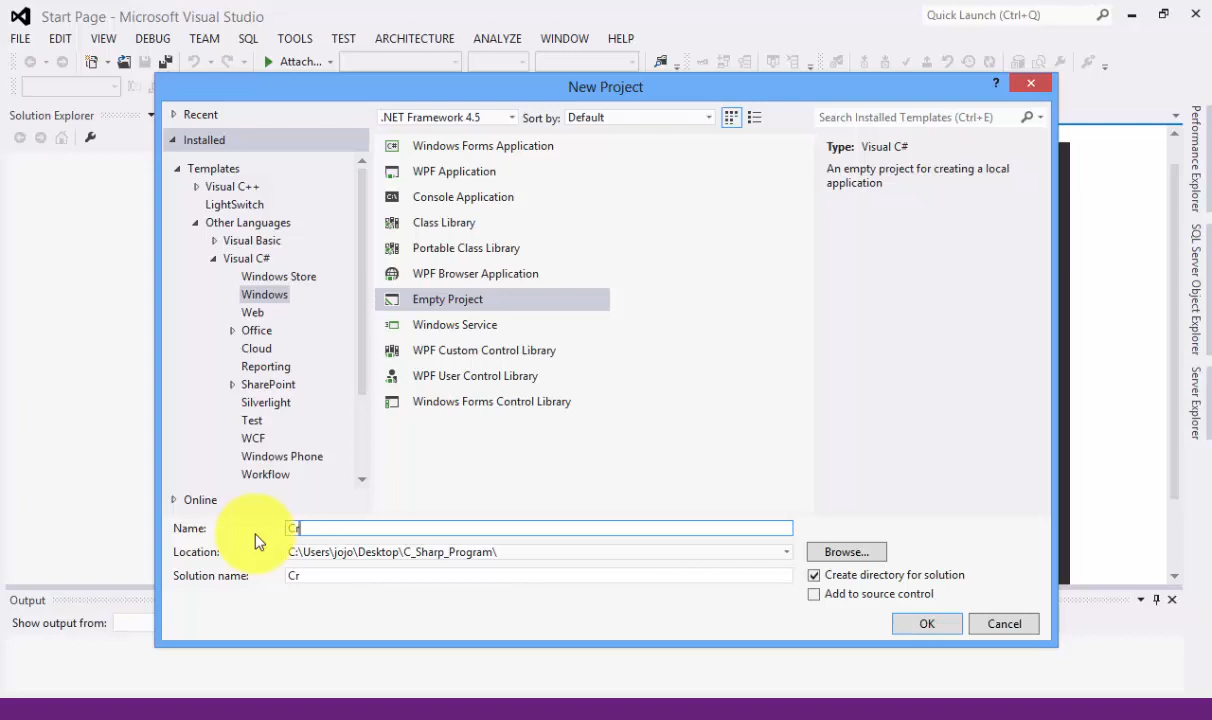 Start Page - Microsoft Visual Studio
Quick Launch (Ctrl+Q)
FILE EDIT VIEW DEBUG TEAM SQL TOOLS TEST ARCHITECTURE ANALYZE WINDOW HELP
Attach...
New Project
?
Solution Explorer
Recent
.NET Framework 4.5
Sort by: Default
Search Installed Templates (Ctrl+E)
Installed
Templates
Visual C++
LightSwitch
Other Languages
Visual Basic
Visual C#
Windows Store
Windows
Web
Office
Cloud
Reporting
SharePoint
Silverlight
Test
WCF
Windows Phone
Workflow
Online
C# Windows Forms Application
WPF Application
C:\ Console Application
Class Library
Portable Class Library
WPF Browser Application
Empty Project
Windows Service
WPF Custom Control Library
WPF User Control Library
Windows Forms Control Library
Type: Visual C#
An empty project for creating a local
application
Performance Explorer
SQL Server Object Explorer
Server Explorer
Name: Cr
Location: C:\Users\jojo\Desktop\C_Sharp_Program\
Browse...
Solution name: Cr
Create directory for solution
Add to source control
OK Cancel
Output
Show output from: